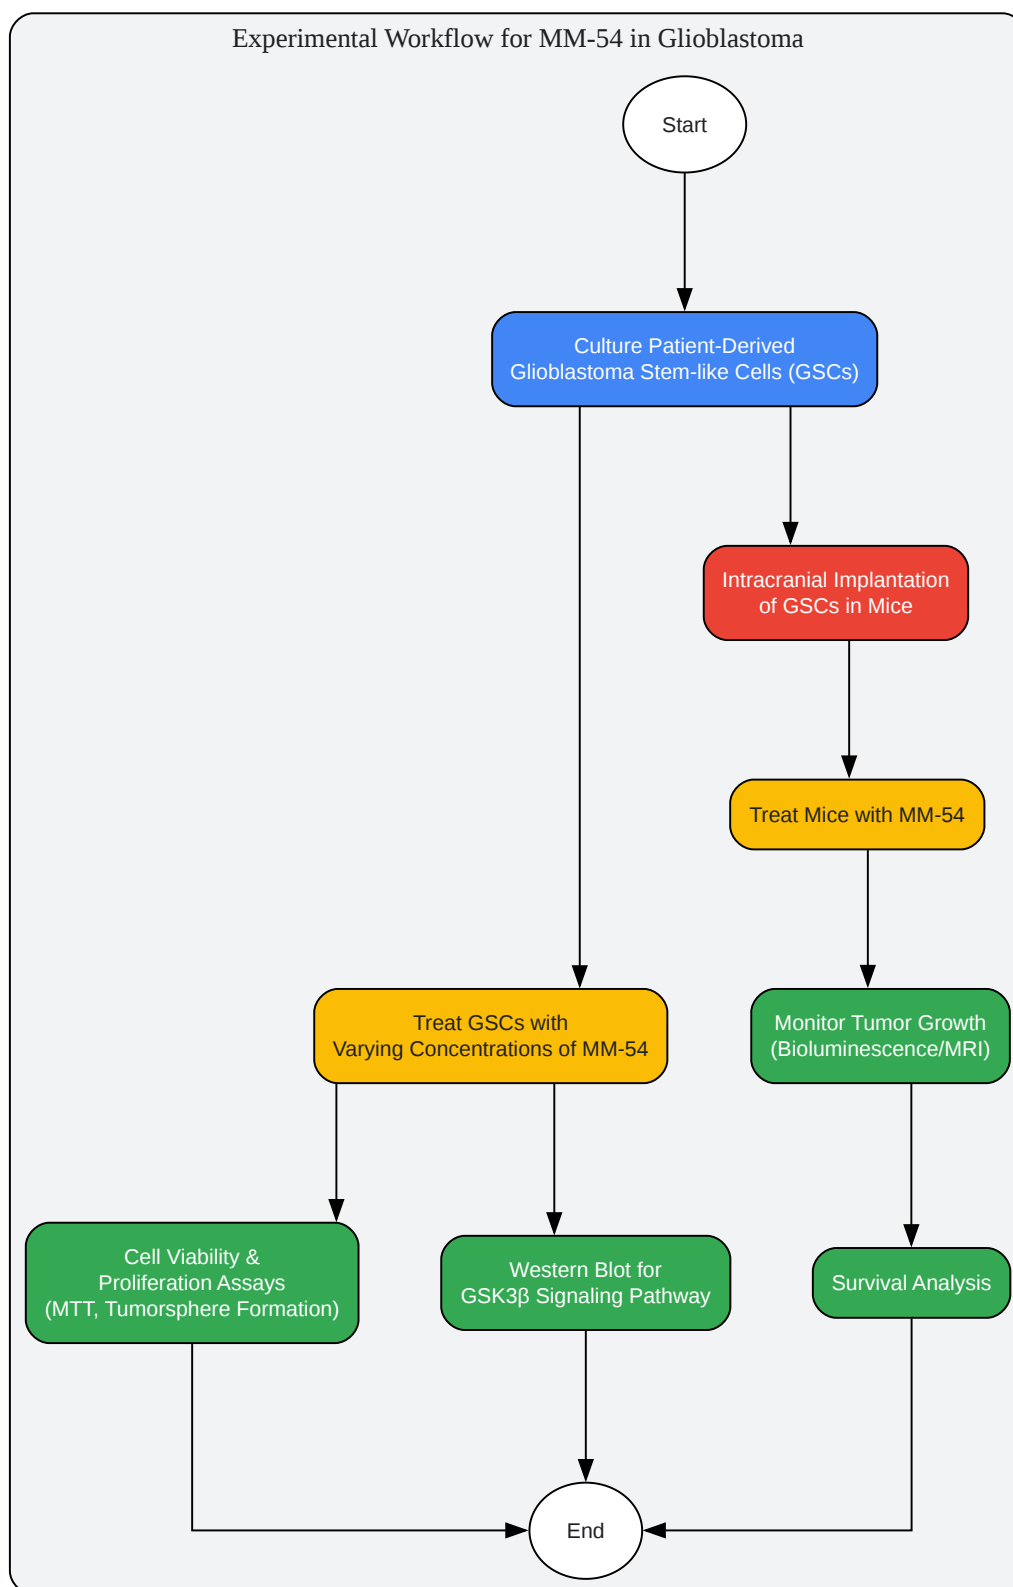 Experimental Workflow for MM-54 in Glioblastoma
Start
Culture Patient-Derived
Glioblastoma Stem-like Cells (GSCs)
Intracranial Implantation
of GSCs in Mice
Treat Mice with MM-54
Treat GSCs with
Varying Concentrations of MM-54
Monitor Tumor Growth
(Bioluminescence/MRI)
Cell Viability &
Proliferation Assays
(MTT, Tumorsphere Formation)
Western Blot for
GSK3β Signaling Pathway
Survival Analysis
End